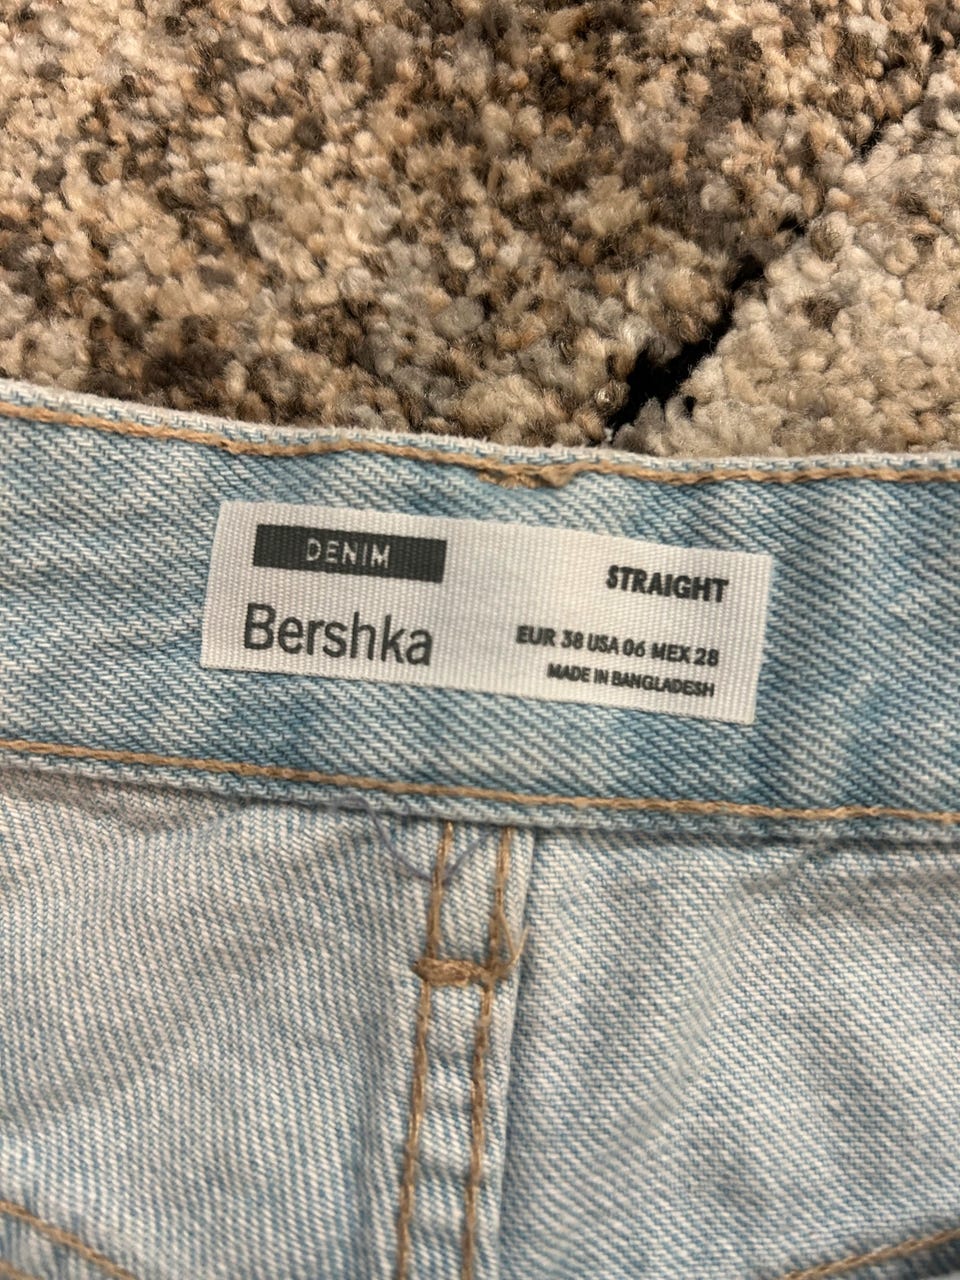 DENIM
Bershka
STRAIGHT
EUR 38 USA 06 MEX 28
MADE IN BANGLADESH